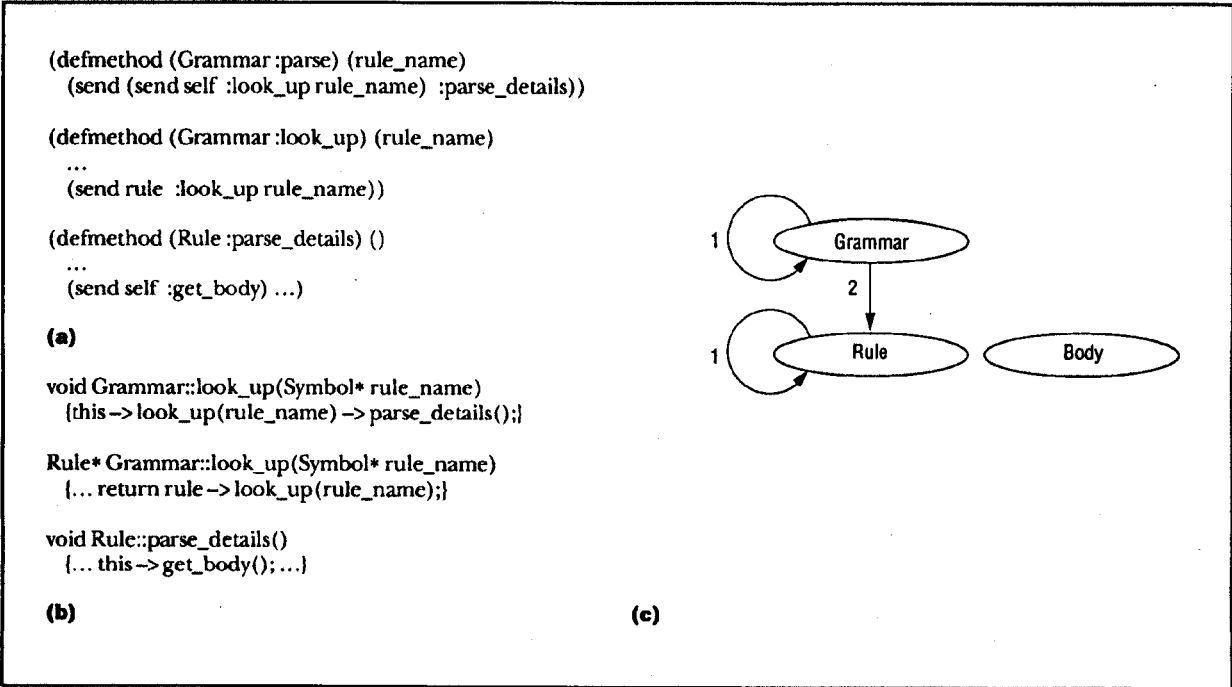 (defmethod (Grammar :parse) (rule_name)
(send (send self :look_up rule_name) :parse_details))
(defmethod (Grammar :look_up) (rule_name)
...
(send rule :look_up rule_name))
(defmethod (Rule :parse_details) ()
...
(send self :get_body) ...)
(a)
void Grammar::look_up(Symbol* rule_name)
{this –> look_up(rule_name) –> parse_details();}
Rule* Grammar::look_up(Symbol* rule_name)
{... return rule –> look_up(rule_name);}
void Rule::parse_details()
{... this –> get_body(); ...}
(b)
1
Grammar
2
1
Rule
Body
(c)